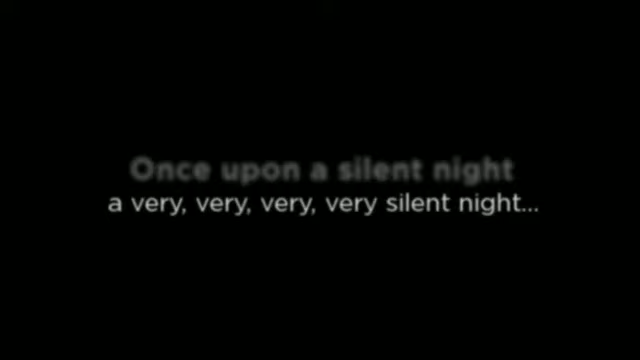 Once upon a silent night
a very, very, very, very silent night...